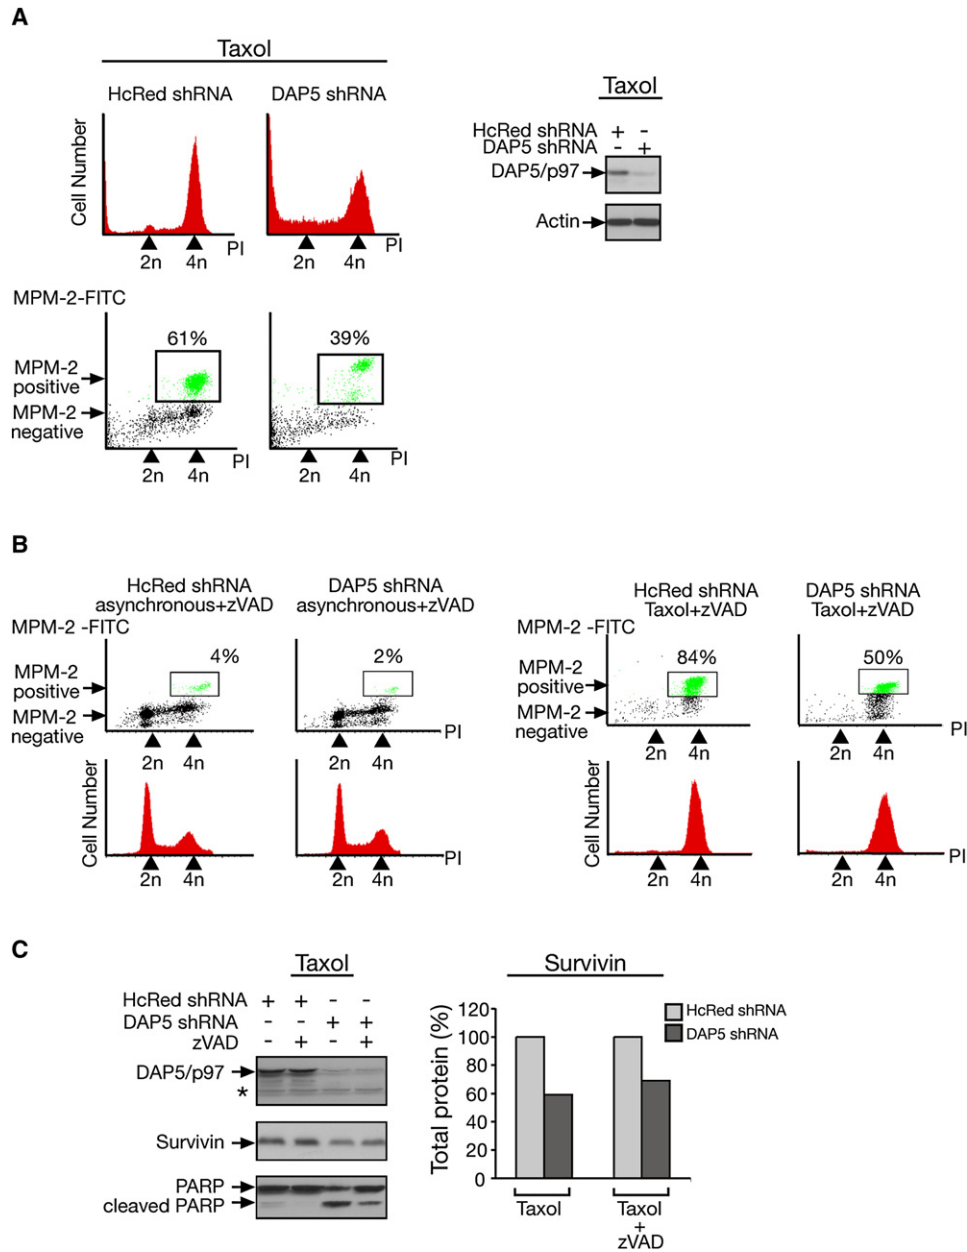 A
Taxol
HcRed shRNA DAP5 shRNA
Cell Number
PI
2n 4n 2n 4n
Taxol
HcRed shRNA + -
DAP5 shRNA - +
DAP5/p97
Actin
MPM-2-FITC
61% 39%
MPM-2
positive
MPM-2
negative
PI PI
2n 4n 2n 4n
B
HcRed shRNA
asynchronous+zVAD
DAP5 shRNA
asynchronous+zVAD
MPM-2 -FITC
4% 2%
MPM-2
positive
MPM-2
negative
PI
2n 4n 2n 4n
Cell Number
PI
2n 4n 2n 4n
HcRed shRNA
Taxol+zVAD
DAP5 shRNA
Taxol+zVAD
MPM-2 -FITC
84% 50%
MPM-2
positive
MPM-2
negative
PI
2n 4n 2n 4n
Cell Number
PI
2n 4n 2n 4n
C
Taxol
HcRed shRNA + + - -
DAP5 shRNA - - + +
zVAD - + - +
DAP5/p97
*
Survivin
PARP
cleaved PARP
Survivin
Total protein (%)
120
100
80
60
40
20
0
HcRed shRNA
DAP5 shRNA
Taxol
Taxol
+
zVAD